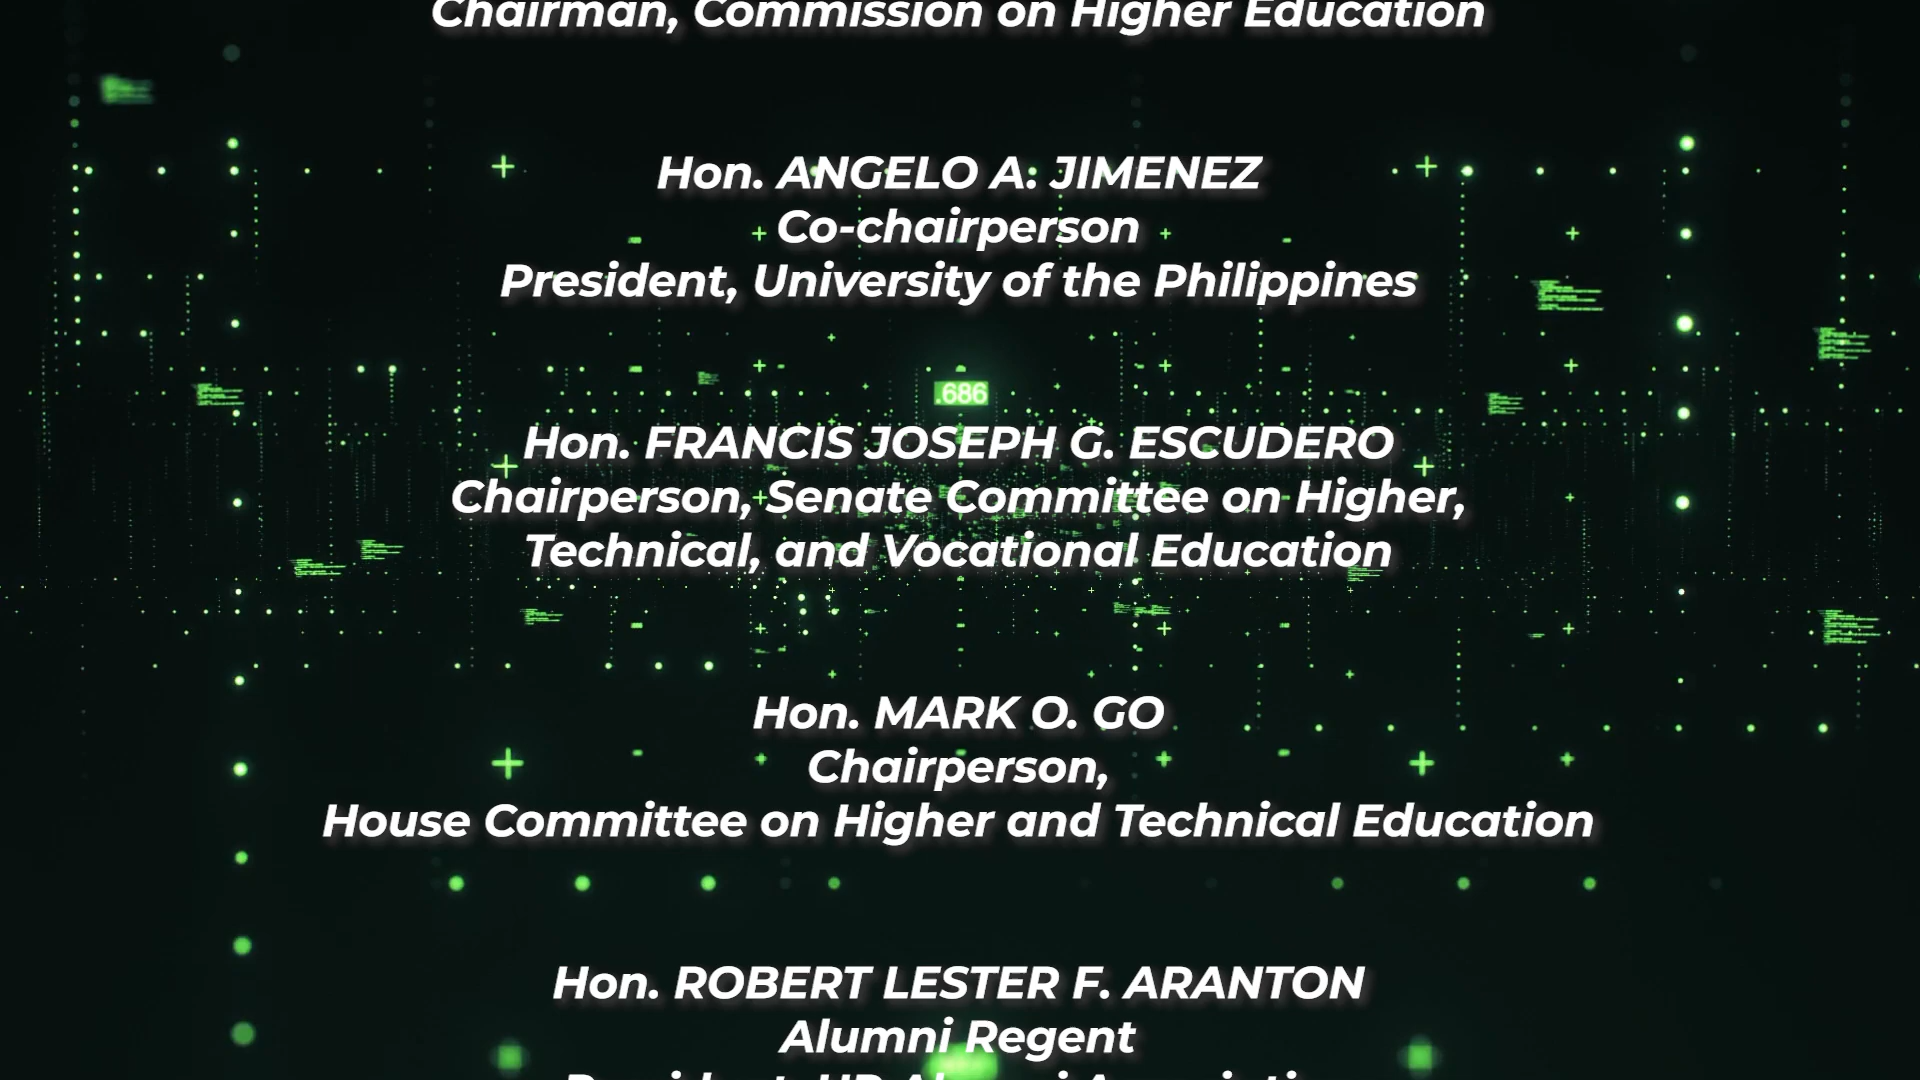 Chairman, Commission on Higher Education
Hon. ANGELO A. JIMENEZ
Co-chairperson
President, University of the Philippines
.686
Hon. FRANCIS JOSEPH G. ESCUDERO
Chairperson, Senate Committee on Higher,
Technical, and Vocational Education
Hon. MARK O. GO
Chairperson,
House Committee on Higher and Technical Education
Hon. ROBERT LESTER F. ARANTON
Alumni Regent